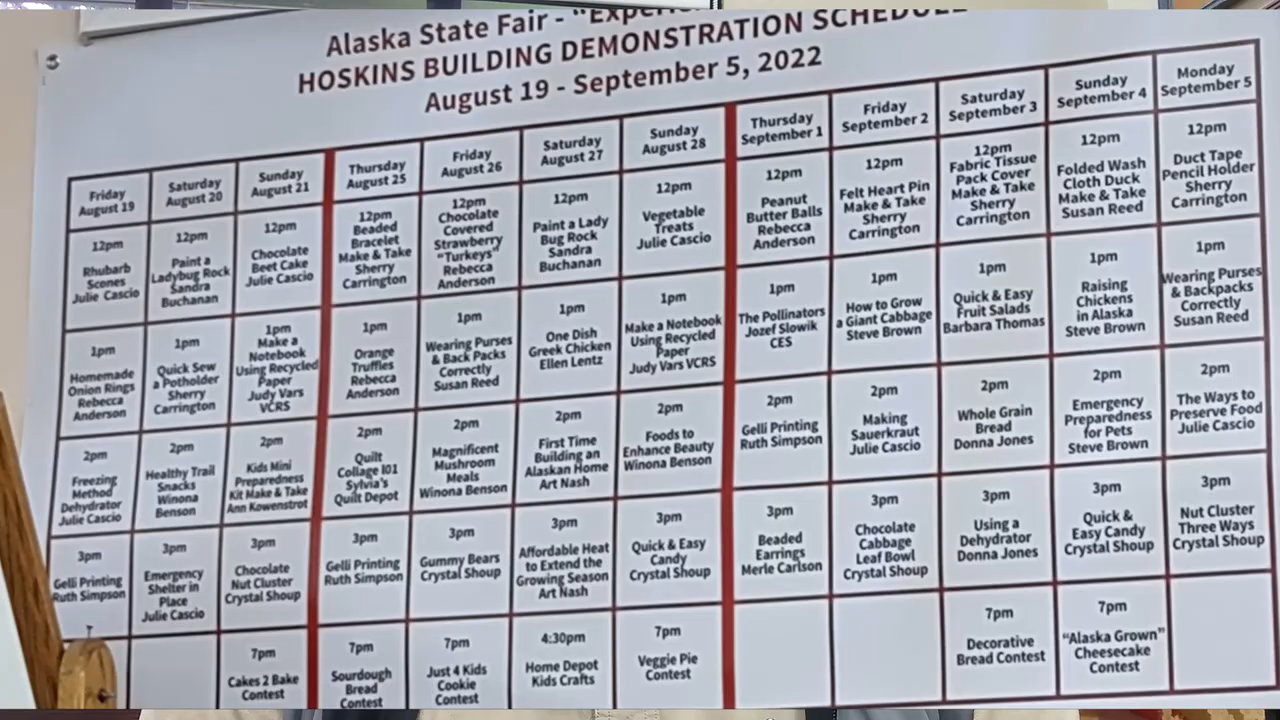 Alaska State Fair - "Experi
HOSKINS BUILDING DEMONSTRATION SCHEDULE
August 19 - September 5, 2022
Friday
August 19
Saturday
August 20
Sunday
August 21
Thursday
August 25
Friday
August 26
Saturday
August 27
Sunday
August 28
Thursday
September 1
Friday
September 2
Saturday
September 3
Sunday
September 4
Monday
September 5
12pm
Rhubarb
Scones
Julie Cascio
12pm
Paint a
Ladybug Rock
Sandra
Buchanan
12pm
Chocolate
Beet Cake
Julie Cascio
12pm
Beaded
Bracelet
Make & Take
Sherry
Carrington
12pm
Chocolate
Covered
Strawberry
"Turkeys"
Rebecca
Anderson
12pm
Paint a Lady
Bug Rock
Sandra
Buchanan
12pm
Vegetable
Treats
Julie Cascio
12pm
Peanut
Butter Balls
Rebecca
Anderson
12pm
Felt Heart Pin
Make & Take
Sherry
Carrington
12pm
Fabric Tissue
Pack Cover
Make & Take
Sherry
Carrington
12pm
Folded Wash
Cloth Duck
Make & Take
Susan Reed
12pm
Duct Tape
Pencil Holder
Sherry
Carrington
1pm
Homemade
Onion Rings
Rebecca
Anderson
1pm
Quick Sew
a Potholder
Sherry
Carrington
1pm
Make a
Notebook
Using Recycled
Paper
Judy Vars
VCRS
1pm
Orange
Truffles
Rebecca
Anderson
1pm
Wearing Purses
& Back Packs
Correctly
Susan Reed
1pm
One Dish
Greek Chicken
Ellen Lentz
1pm
Make a Notebook
Using Recycled
Paper
Judy Vars VCRS
1pm
The Pollinators
Jozef Slowik
CES
1pm
How to Grow
a Giant Cabbage
Steve Brown
1pm
Quick & Easy
Fruit Salads
Barbara Thomas
1pm
Raising
Chickens
in Alaska
Steve Brown
1pm
Wearing Purses
& Backpacks
Correctly
Susan Reed
2pm
Freezing
Method
Dehydrator
Julie Cascio
2pm
Healthy Trail
Snacks
Winona
Benson
2pm
Kids Mini
Preparedness
Kit Make & Take
Ann Kowenstrot
2pm
Quilt
Collage 101
Sylvia's
Quilt Depot
2pm
Magnificent
Mushroom
Meals
Winona Benson
2pm
First Time
Building an
Alaskan Home
Art Nash
2pm
Foods to
Enhance Beauty
Winona Benson
2pm
Gelli Printing
Ruth Simpson
2pm
Making
Sauerkraut
Julie Cascio
2pm
Whole Grain
Bread
Donna Jones
2pm
Emergency
Preparedness
for Pets
Steve Brown
2pm
The Ways to
Preserve Food
Julie Cascio
3pm
Gelli Printing
Ruth Simpson
3pm
Emergency
Shelter in
Place
Julie Cascio
3pm
Chocolate
Nut Cluster
Crystal Shoup
3pm
Gelli Printing
Ruth Simpson
3pm
Gummy Bears
Crystal Shoup
3pm
Affordable Heat
to Extend the
Growing Season
Art Nash
3pm
Quick & Easy
Candy
Crystal Shoup
3pm
Beaded
Earrings
Merle Carlson
3pm
Chocolate
Cabbage
Leaf Bowl
Crystal Shoup
3pm
Using a
Dehydrator
Donna Jones
3pm
Quick &
Easy Candy
Crystal Shoup
3pm
Nut Cluster
Three Ways
Crystal Shoup
7pm
Cakes 2 Bake
Contest
7pm
Sourdough
Bread
Contest
7pm
Just 4 Kids
Cookie
Contest
4:30pm
Home Depot
Kids Crafts
7pm
Veggie Pie
Contest
7pm
Decorative
Bread Contest
7pm
"Alaska Grown"
Cheesecake
Contest